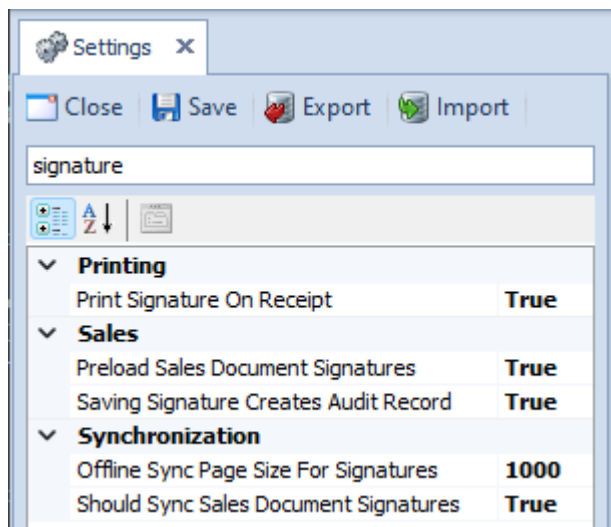 Settings
Close Save Export Import
signature
Printing
Print Signature On Receipt True
Sales
Preload Sales Document Signatures True
Saving Signature Creates Audit Record True
Synchronization
Offline Sync Page Size For Signatures 1000
Should Sync Sales Document Signatures True